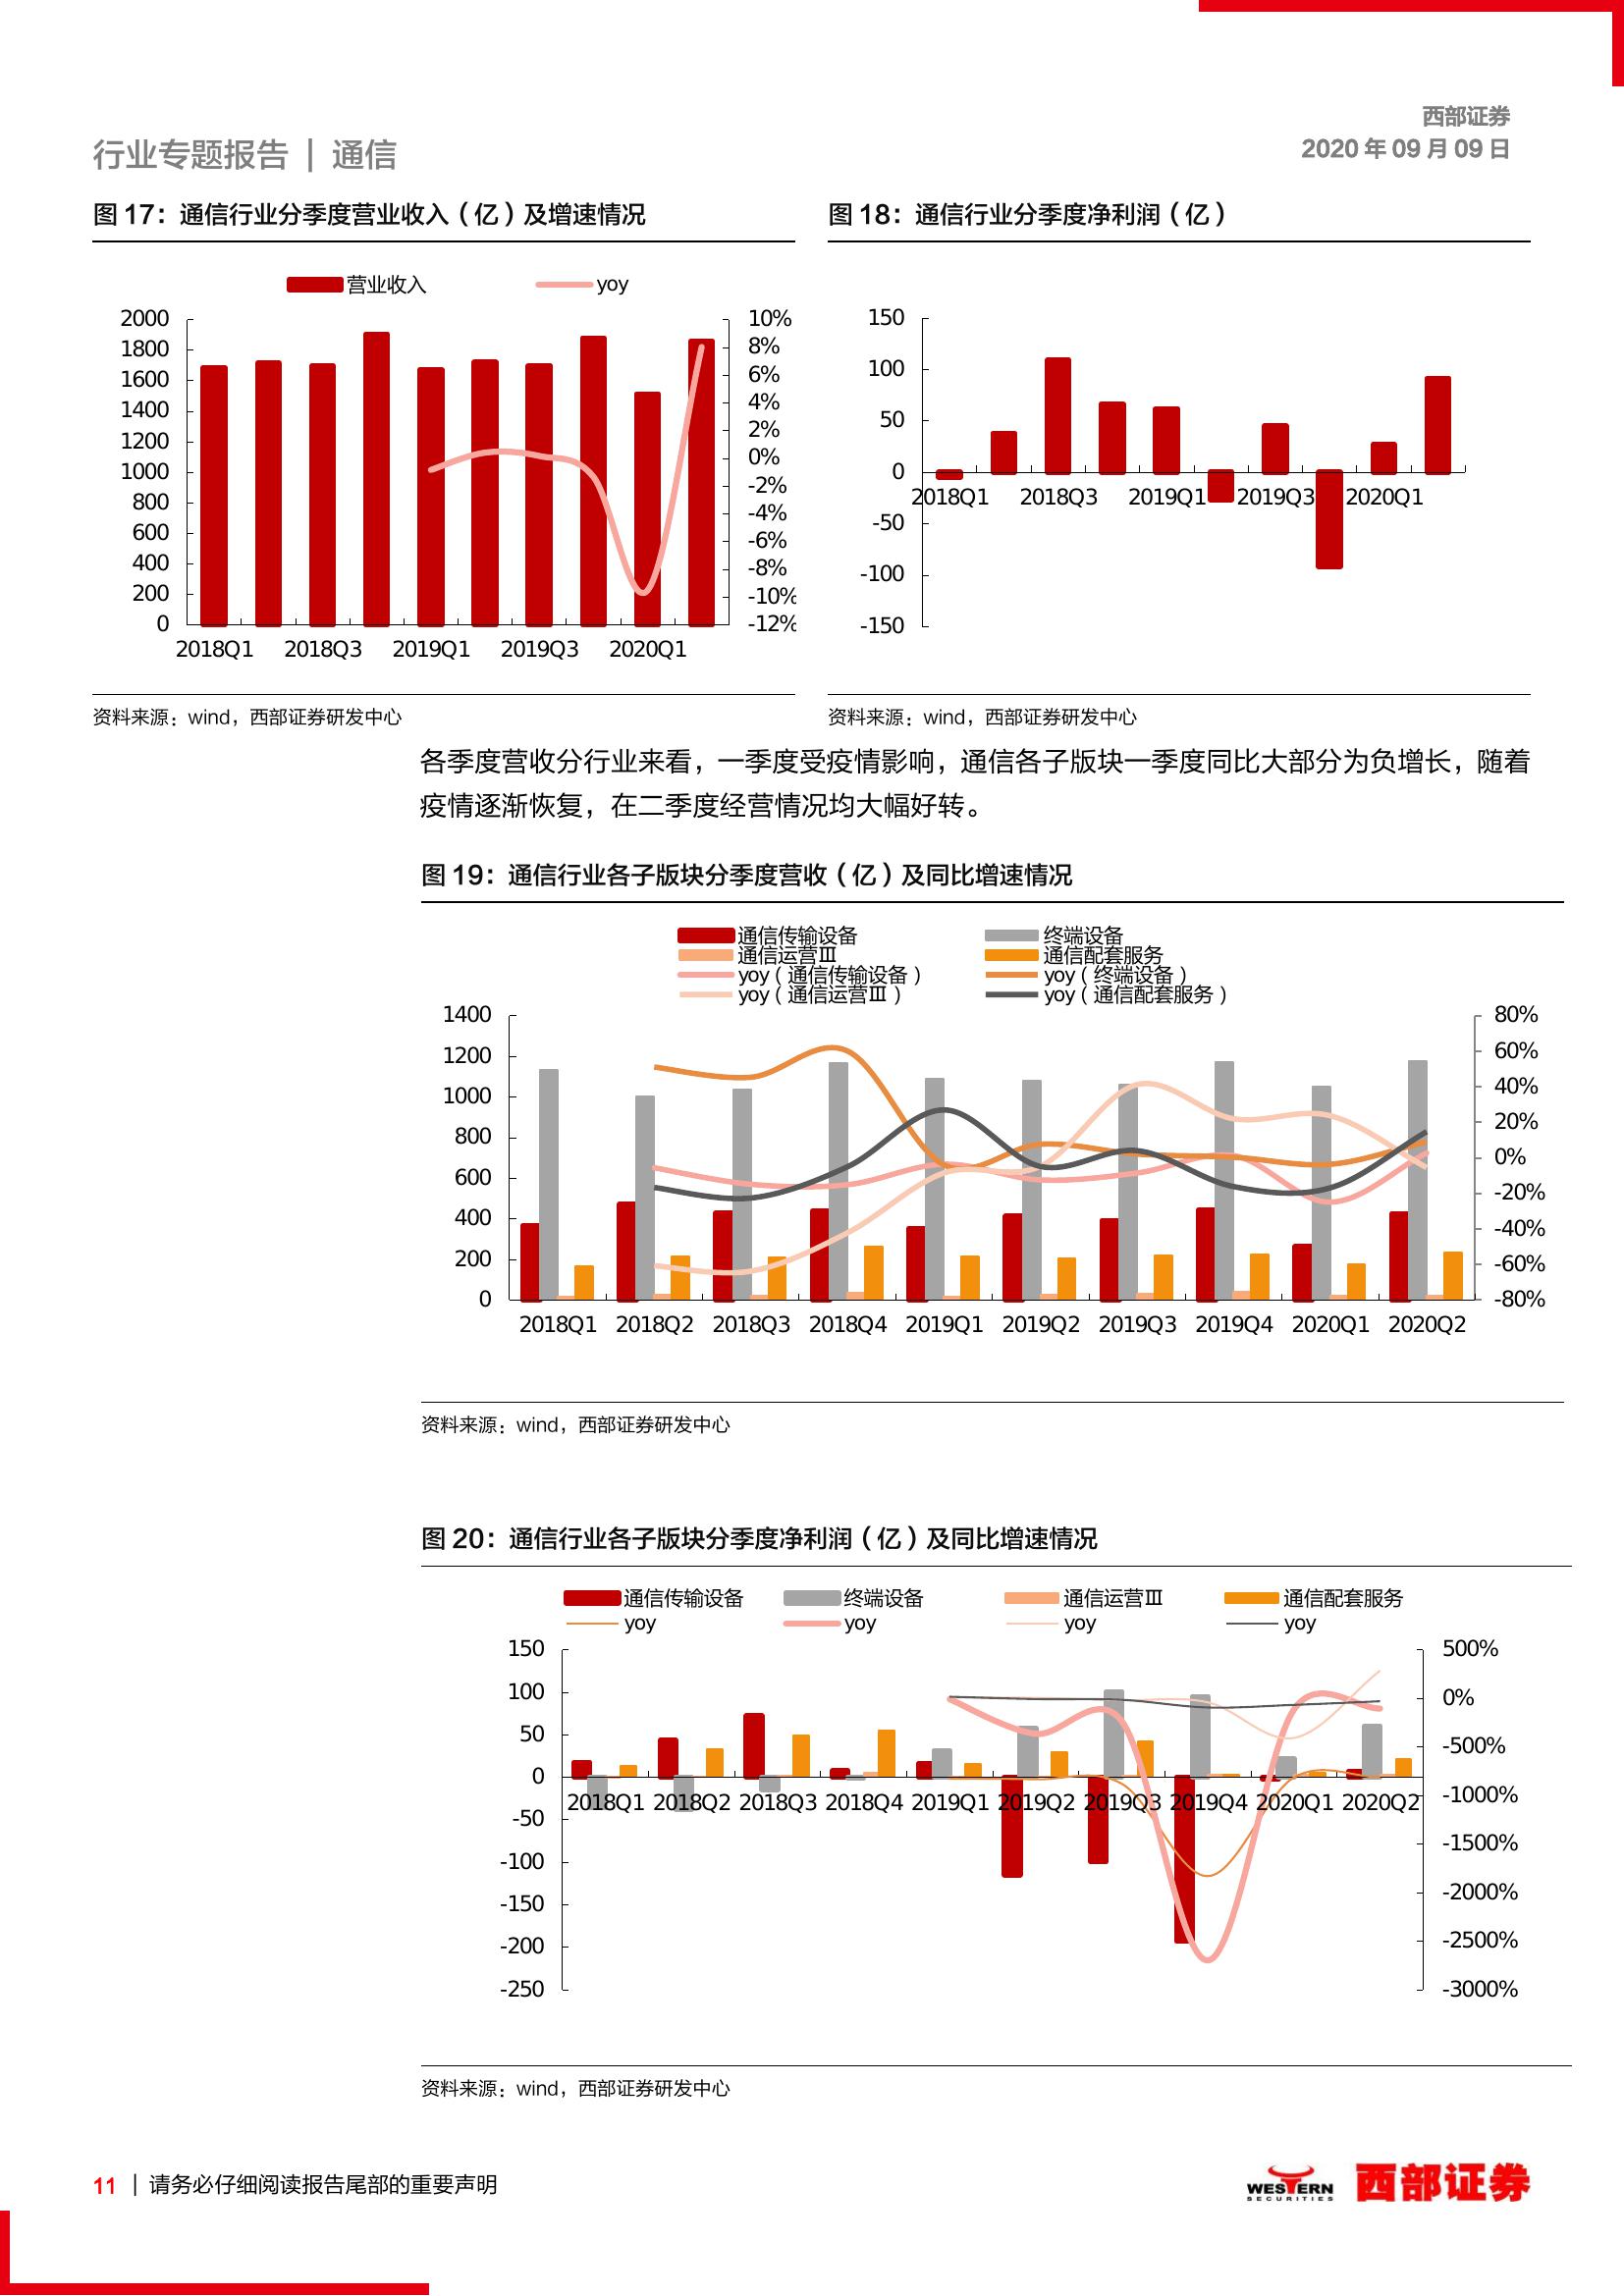 西部证券
行业专题报告 | 通信
2020 年 09 月 09 日
图 17：通信行业分季度营业收入（亿）及增速情况
营业收入 yoy
2000
1800
1600
1400
1200
1000
800
600
400
200
0
10%
8%
6%
4%
2%
0%
-2%
-4%
-6%
-8%
-10%
-12%
2018Q1 2018Q3 2019Q1 2019Q3 2020Q1
资料来源：wind，西部证券研发中心
图 18：通信行业分季度净利润（亿）
150
100
50
0
-50
-100
-150
2018Q1 2018Q3 2019Q1 2019Q3 2020Q1
资料来源：wind，西部证券研发中心
各季度营收分行业来看，一季度受疫情影响，通信各子版块一季度同比大部分为负增长，随着
疫情逐渐恢复，在二季度经营情况均大幅好转。
图 19：通信行业各子版块分季度营收（亿）及同比增速情况
通信传输设备 终端设备
通信运营Ⅲ 通信配套服务
yoy（通信传输设备） yoy（终端设备）
yoy（通信运营Ⅲ） yoy（通信配套服务）
1400
1200
1000
800
600
400
200
0
80%
60%
40%
20%
0%
-20%
-40%
-60%
-80%
2018Q1 2018Q2 2018Q3 2018Q4 2019Q1 2019Q2 2019Q3 2019Q4 2020Q1 2020Q2
资料来源：wind，西部证券研发中心
图 20：通信行业各子版块分季度净利润（亿）及同比增速情况
通信传输设备 终端设备 通信运营Ⅲ 通信配套服务
yoy yoy yoy yoy
150
100
50
0
-50
-100
-150
-200
-250
500%
0%
-500%
-1000%
-1500%
-2000%
-2500%
-3000%
2018Q1 2018Q2 2018Q3 2018Q4 2019Q1 2019Q2 2019Q3 2019Q4 2020Q1 2020Q2
资料来源：wind，西部证券研发中心
11 | 请务必仔细阅读报告尾部的重要声明
WESTERN
SECURITIES
西部证券